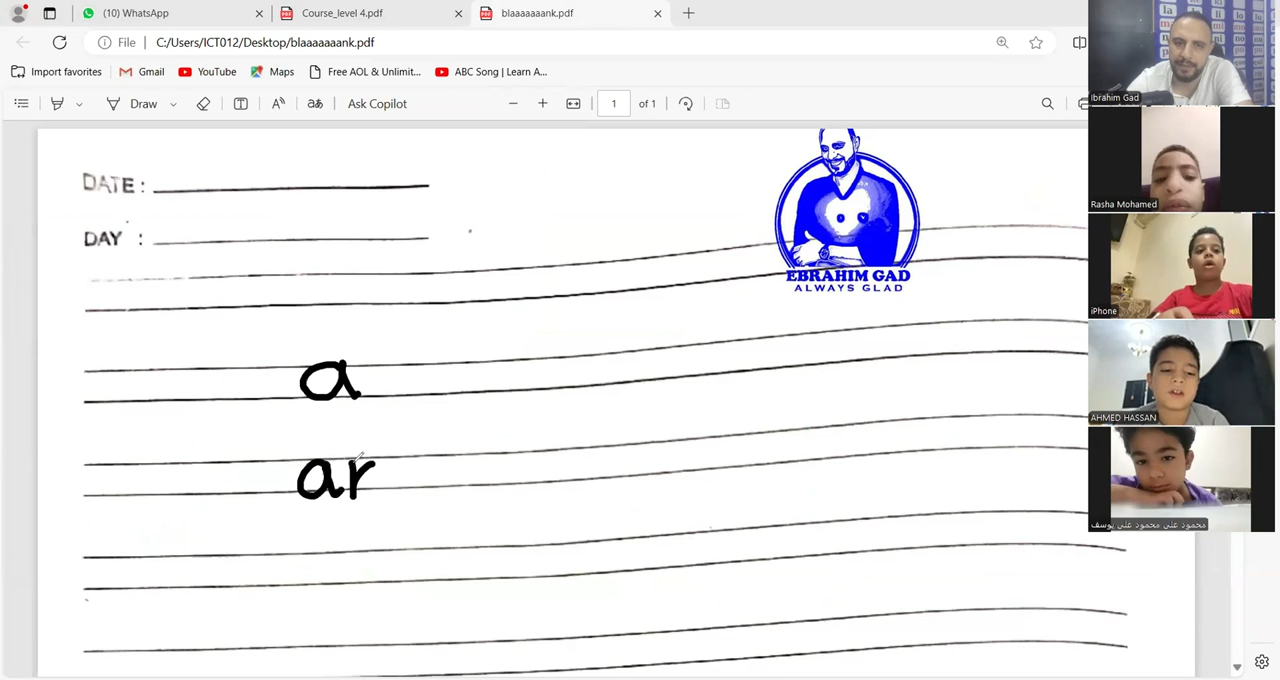 (10) WhatsApp
Course_level 4.pdf
blaaaaaaank.pdf
File
C:/Users/ICT012/Desktop/blaaaaaaank.pdf
Import favorites
Gmail
YouTube
Maps
Free AOL & Unlimit...
ABC Song | Learn A...
Draw
Ask Copilot
1
of 1
DATE :
DAY :
EBRAHIM GAD
ALWAYS GLAD
a
ar
Ibrahim Gad
Rasha Mohamed
iPhone
AHMED HASSAN
محمود علي محمود علي يوسف